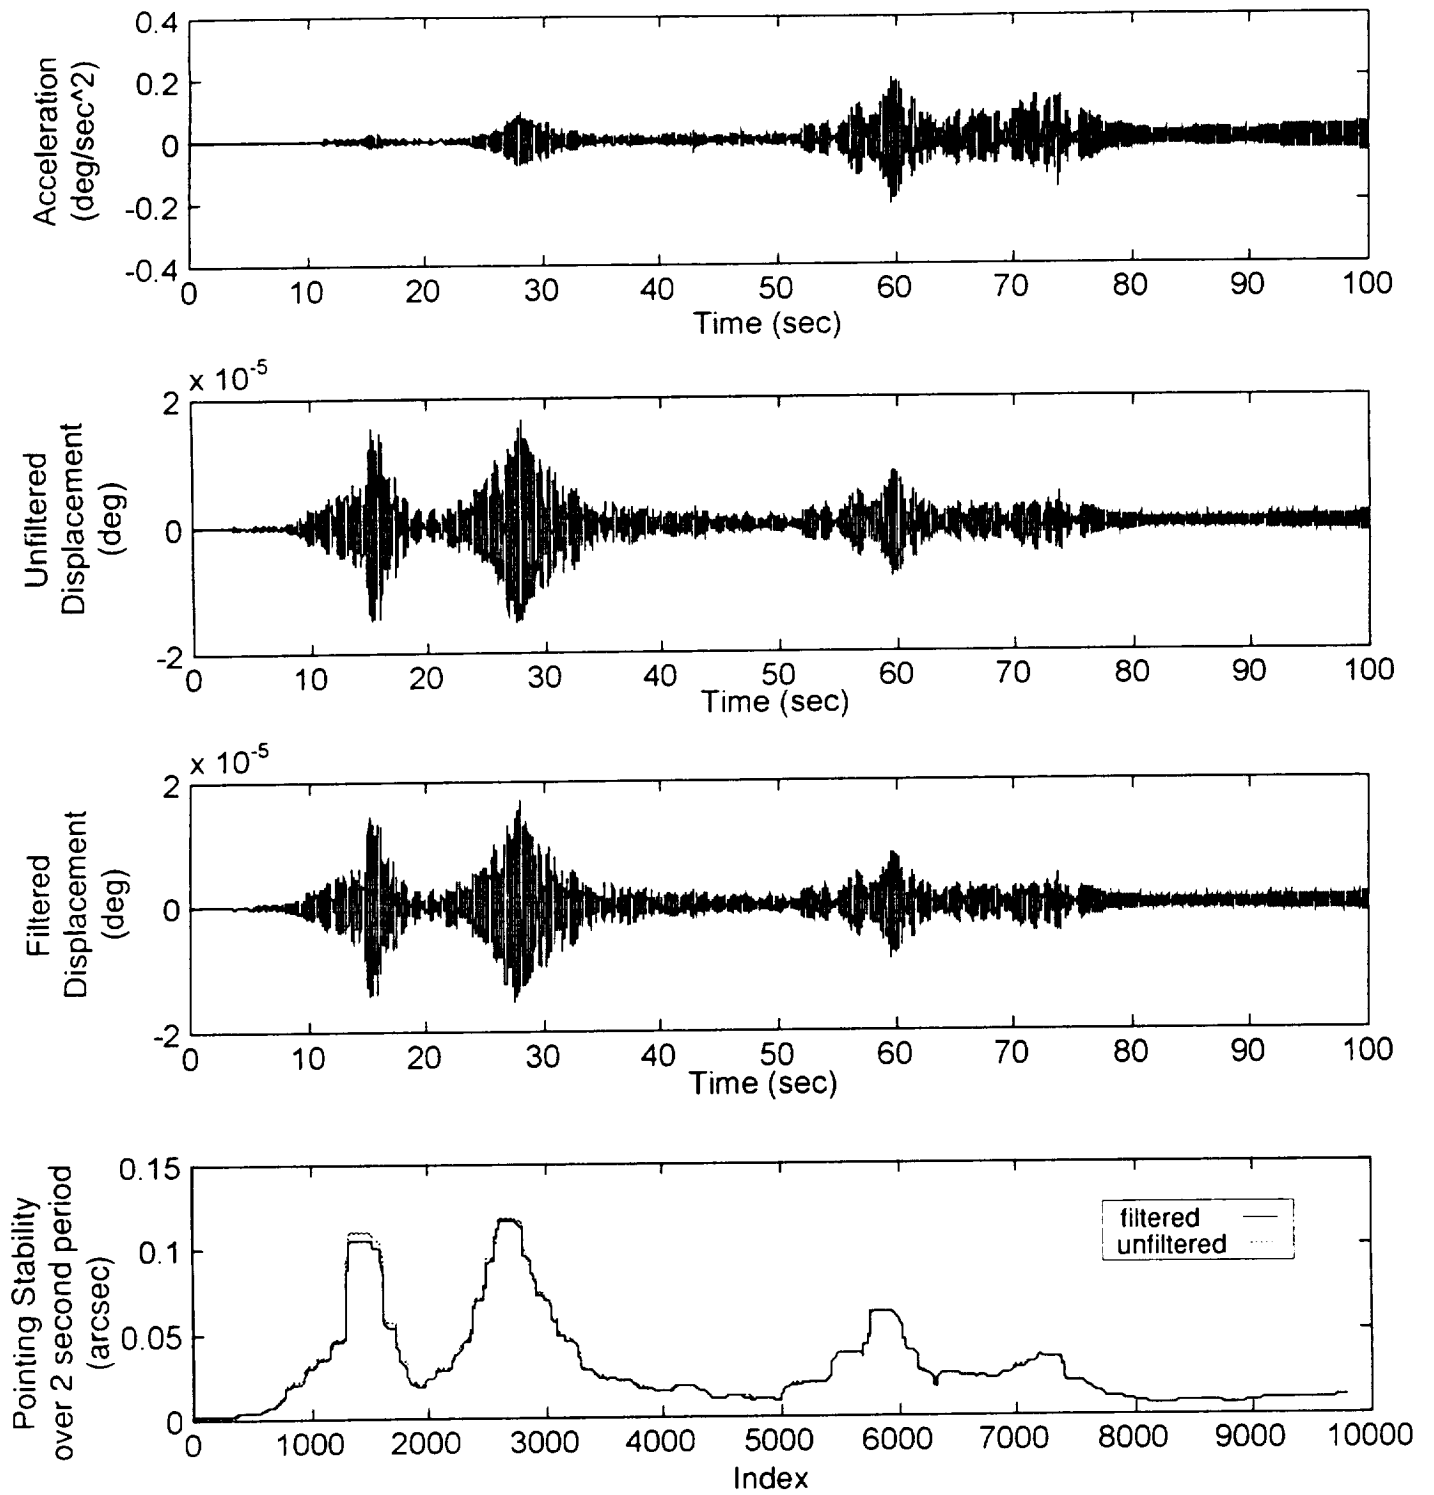 Acceleration
(deg/sec^2)
0.4
0.2
0
-0.2
-0.4
0 10 20 30 40 50 60 70 80 90 100
Time (sec)
x 10-5
Unfiltered
Displacement
(deg)
2
0
-2
0 10 20 30 40 50 60 70 80 90 100
Time (sec)
x 10-5
Filtered
Displacement
(deg)
2
0
-2
0 10 20 30 40 50 60 70 80 90 100
Time (sec)
Pointing Stability
over 2 second period
(arcsec)
0.15
0.1
0.05
0
filtered
unfiltered
0 1000 2000 3000 4000 5000 6000 7000 8000 9000 10000
Index